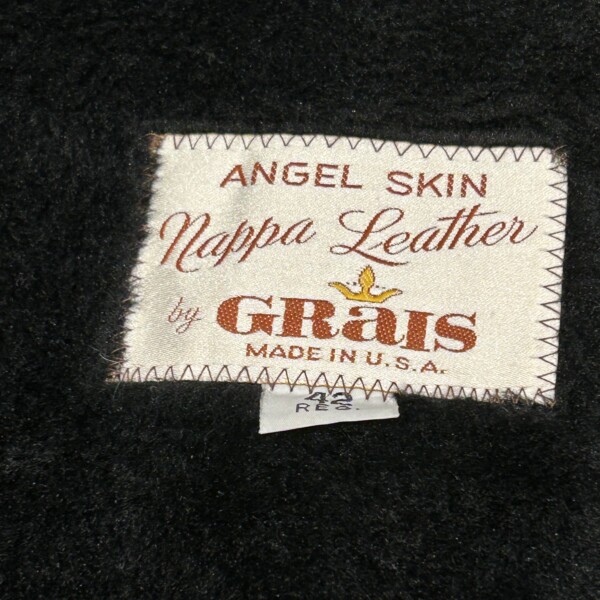 ANGEL SKIN
Nappa Leather
by GRaIS
MADE IN U.S.A.
42
REG.